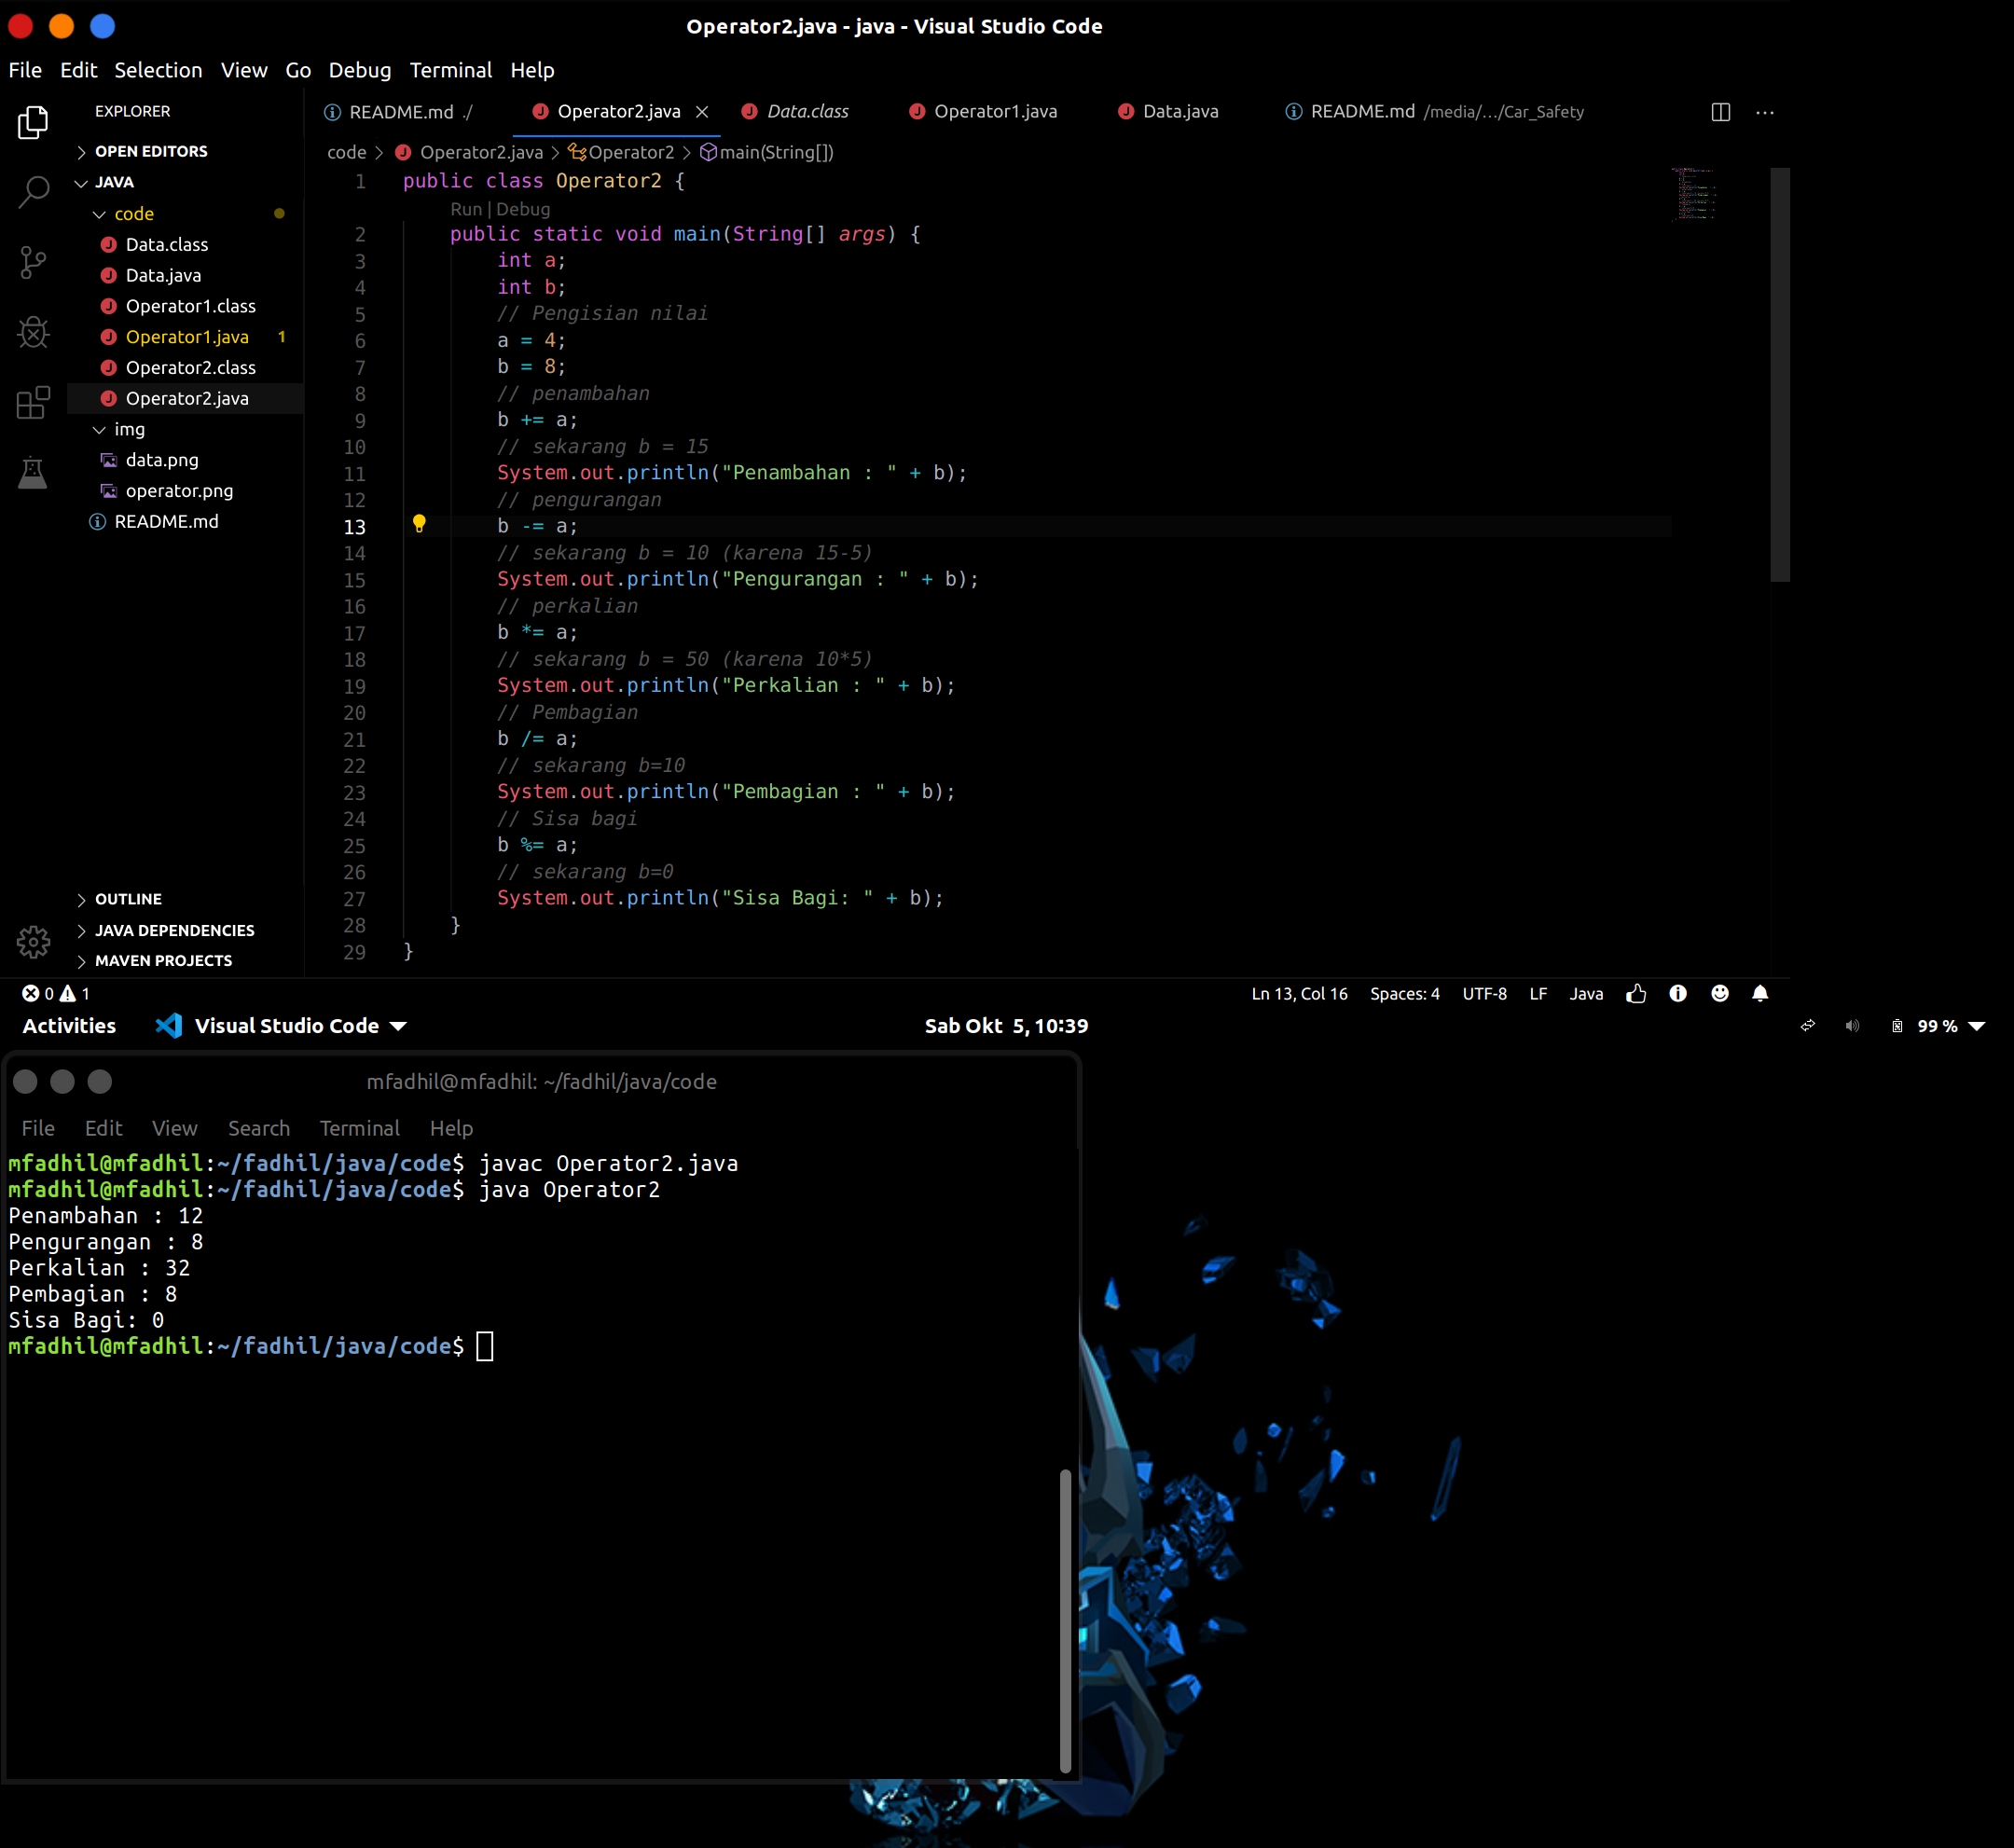 Operator2.java - java - Visual Studio Code
File Edit Selection View Go Debug Terminal Help
EXPLORER
OPEN EDITORS
JAVA
code
Data.class
Data.java
Operator1.class
Operator1.java 1
Operator2.class
Operator2.java
img
data.png
operator.png
README.md
OUTLINE
JAVA DEPENDENCIES
MAVEN PROJECTS
README.md ./ Operator2.java Data.class Operator1.java Data.java README.md /media/.../Car_Safety
code > Operator2.java > Operator2 > main(String[])
1 public class Operator2 {
Run | Debug
2 public static void main(String[] args) {
3 int a;
4 int b;
5 // Pengisian nilai
6 a = 4;
7 b = 8;
8 // penambahan
9 b += a;
10 // sekarang b = 15
11 System.out.println("Penambahan : " + b);
12 // pengurangan
13 b -= a;
14 // sekarang b = 10 (karena 15-5)
15 System.out.println("Pengurangan : " + b);
16 // perkalian
17 b *= a;
18 // sekarang b = 50 (karena 10*5)
19 System.out.println("Perkalian : " + b);
20 // Pembagian
21 b /= a;
22 // sekarang b=10
23 System.out.println("Pembagian : " + b);
24 // Sisa bagi
25 b %= a;
26 // sekarang b=0
27 System.out.println("Sisa Bagi: " + b);
28 }
29 }
0 1 Ln 13, Col 16 Spaces: 4 UTF-8 LF Java
Activities Visual Studio Code Sab Okt 5, 10:39 99 %
mfadhil@mfadhil: ~/fadhil/java/code
File Edit View Search Terminal Help
mfadhil@mfadhil:~/fadhil/java/code$ javac Operator2.java
mfadhil@mfadhil:~/fadhil/java/code$ java Operator2
Penambahan : 12
Pengurangan : 8
Perkalian : 32
Pembagian : 8
Sisa Bagi: 0
mfadhil@mfadhil:~/fadhil/java/code$